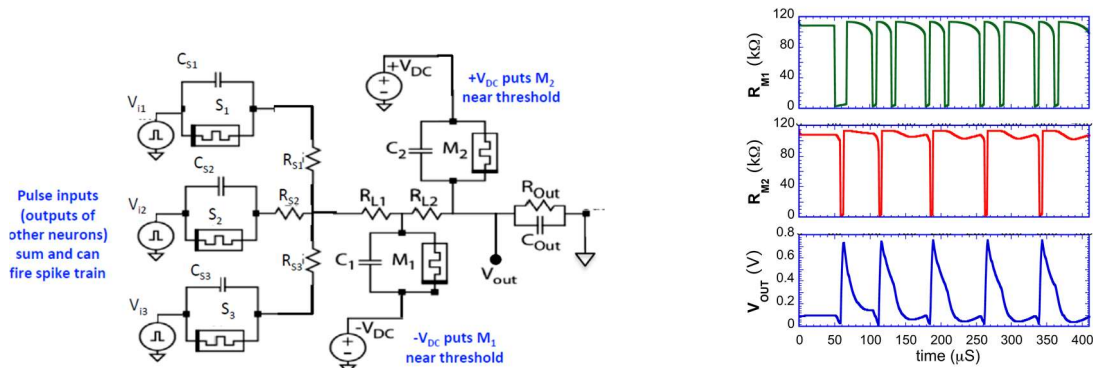 C_S1
V_i1
S_1
R_S1
Pulse inputs
(outputs of
other neurons)
sum and can
fire spike train
C_S2
V_i2
S_2
R_S2
C_S3
V_i3
S_3
R_S3
+V_DC
+V_DC puts M_2
near threshold
C_2
M_2
R_L1
R_L2
R_Out
C_Out
C_1
M_1
V_out
-V_DC
-V_DC puts M_1
near threshold
R_M1 (kΩ)
120
80
40
0
R_M2 (kΩ)
120
80
40
0
V_OUT (V)
0.8
0.6
0.4
0.2
0
0 50 100 150 200 250 300 350 400
time (μS)